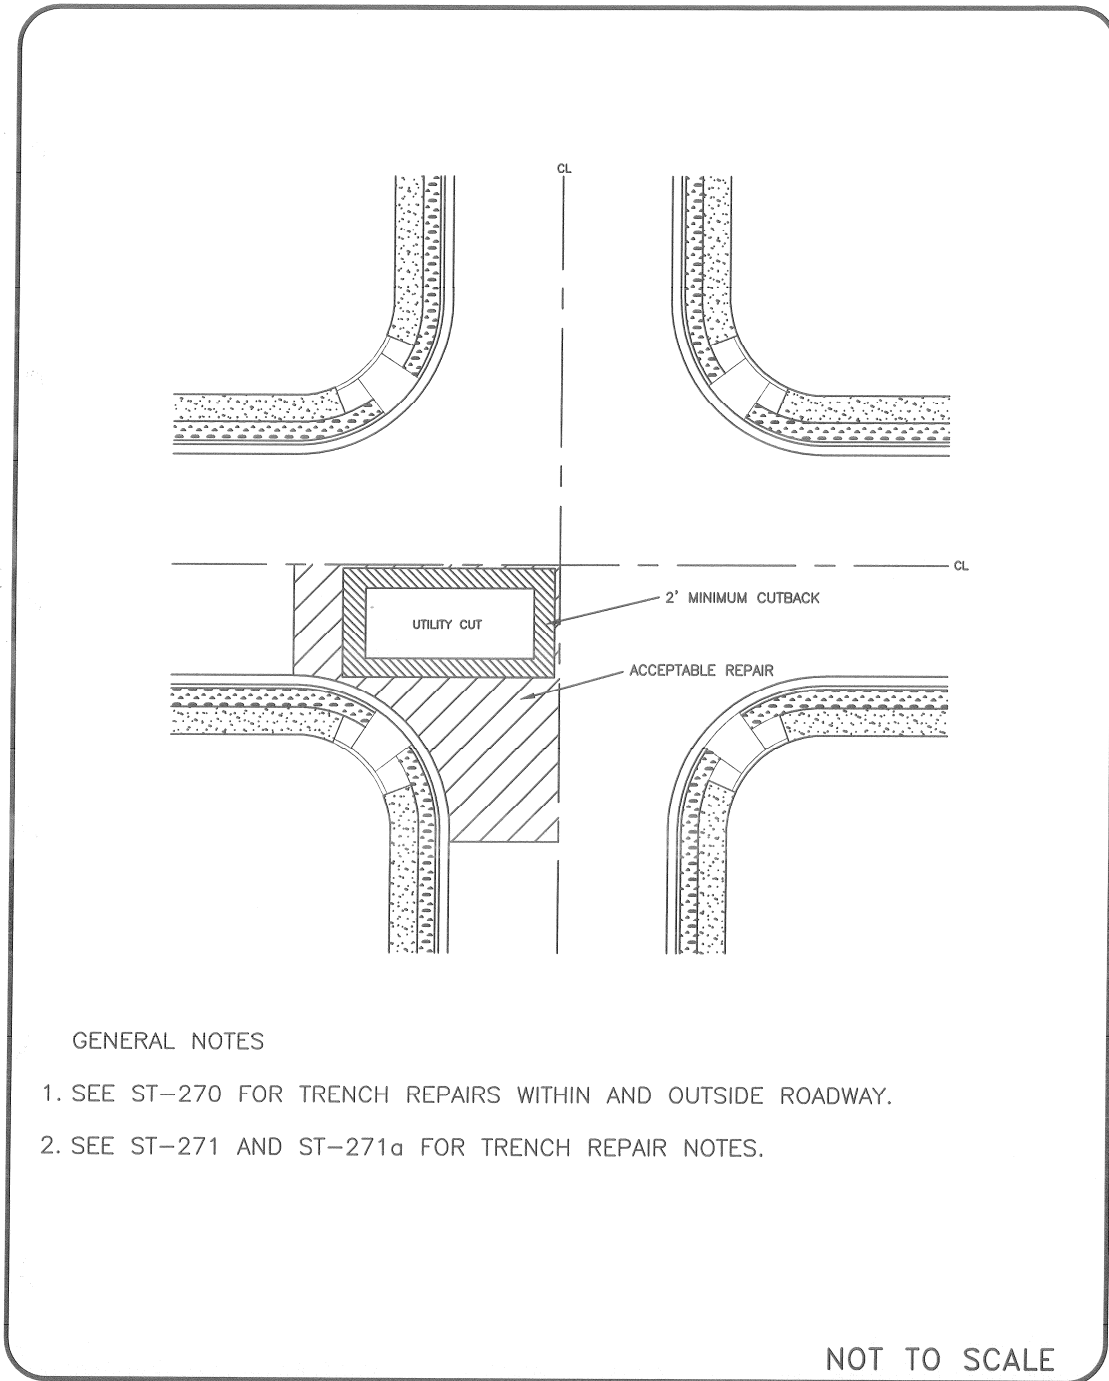 CL
CL
2' MINIMUM CUTBACK
UTILITY CUT
ACCEPTABLE REPAIR
GENERAL NOTES
1. SEE ST-270 FOR TRENCH REPAIRS WITHIN AND OUTSIDE ROADWAY.
2. SEE ST-271 AND ST-271a FOR TRENCH REPAIR NOTES.
NOT TO SCALE